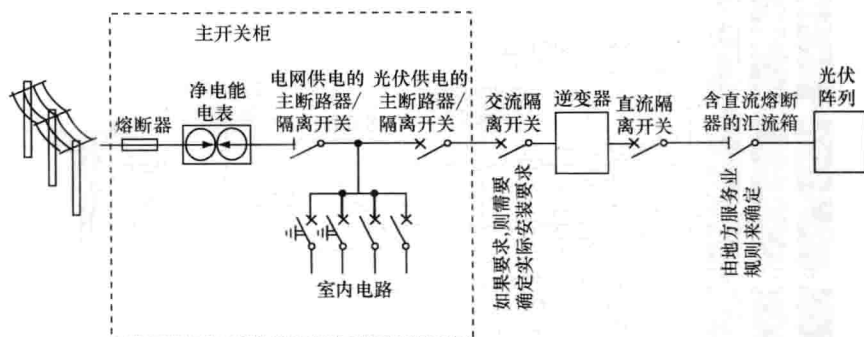 主开关柜
熔断器
净电能
电表
电网供电的
主断路器/
隔离开关
光伏供电的
主断路器/
隔离开关
室内电路
交流隔
离开关
如果要求,则需要
确定实际安装要求
逆变器
直流隔
离开关
含直流熔断
器的汇流箱
由地方服务业
规则来确定
光伏
阵列